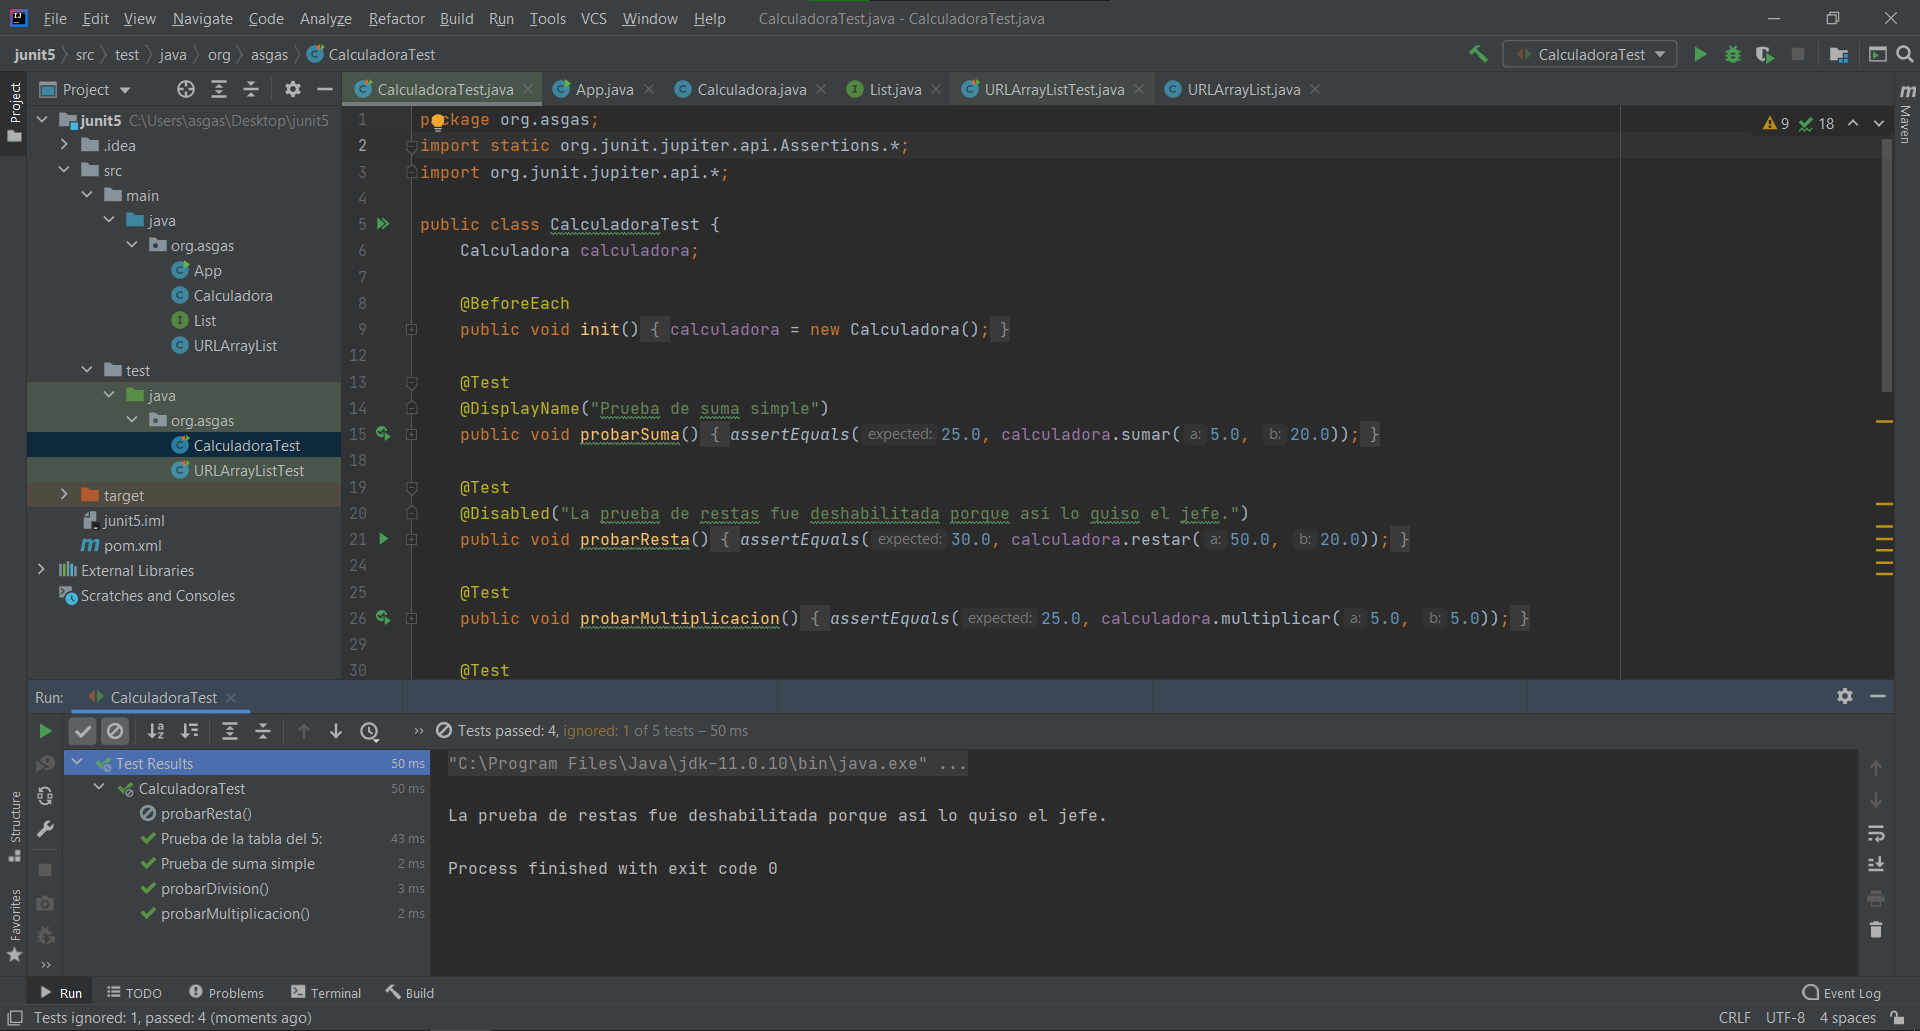 File Edit View Navigate Code Analyze Refactor Build Run Tools VCS Window Help CalculadoraTest.java - CalculadoraTest.java
junit5 src test java org asgas CalculadoraTest CalculadoraTest
Project CalculadoraTest.java App.java Calculadora.java List.java URLArrayListTest.java URLArrayList.java
Project
Maven
Structure
Favorites
junit5 C:\Users\asgas\Desktop\junit5
.idea
src
main
java
org.asgas
App
Calculadora
List
URLArrayList
test
java
org.asgas
CalculadoraTest
URLArrayListTest
target
junit5.iml
pom.xml
External Libraries
Scratches and Consoles
9 18
1 package org.asgas;
2 import static org.junit.jupiter.api.Assertions.*;
3 import org.junit.jupiter.api.*;
4
5 public class CalculadoraTest {
6 Calculadora calculadora;
7
8 @BeforeEach
9 public void init() { calculadora = new Calculadora(); }
12
13 @Test
14 @DisplayName("Prueba de suma simple")
15 public void probarSuma() { assertEquals( expected: 25.0, calculadora.sumar( a: 5.0, b: 20.0)); }
18
19 @Test
20 @Disabled("La prueba de restas fue deshabilitada porque asi lo quiso el jefe.")
21 public void probarResta() { assertEquals( expected: 30.0, calculadora.restar( a: 50.0, b: 20.0)); }
24
25 @Test
26 public void probarMultiplicacion() { assertEquals( expected: 25.0, calculadora.multiplicar( a: 5.0, b: 5.0)); }
29
30 @Test
Run: CalculadoraTest
Tests passed: 4, ignored: 1 of 5 tests – 50 ms
Test Results 50 ms
CalculadoraTest 50 ms
probarResta()
Prueba de la tabla del 5: 43 ms
Prueba de suma simple 2 ms
probarDivision() 3 ms
probarMultiplicacion() 2 ms
"C:\Program Files\Java\jdk-11.0.10\bin\java.exe" ...
La prueba de restas fue deshabilitada porque así lo quiso el jefe.
Process finished with exit code 0
Run TODO Problems Terminal Build Event Log
Tests ignored: 1, passed: 4 (moments ago) CRLF UTF-8 4 spaces